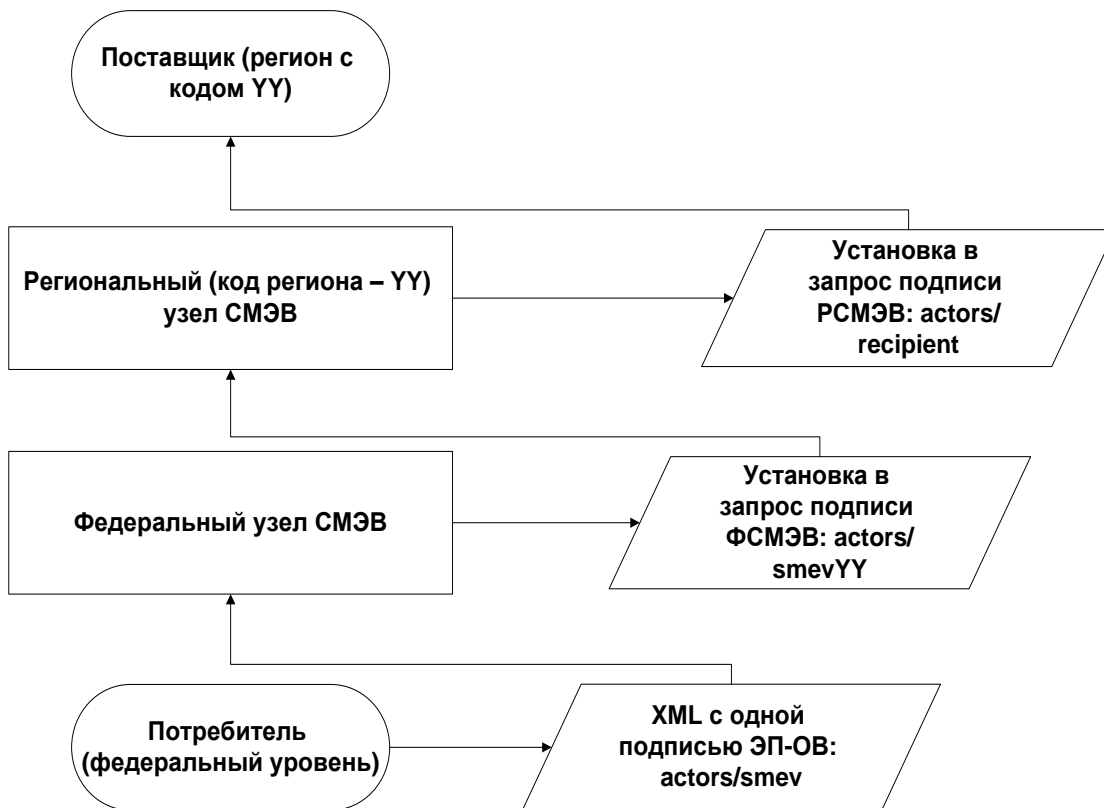 Поставщик (регион с
кодом YY)
Региональный (код региона – YY)
узел СМЭВ
Установка в
запрос подписи
РСМЭВ: actors/
recipient
Федеральный узел СМЭВ
Установка в
запрос подписи
ФСМЭВ: actors/
smevYY
Потребитель
(федеральный уровень)
XML с одной
подписью ЭП-ОВ:
actors/smev